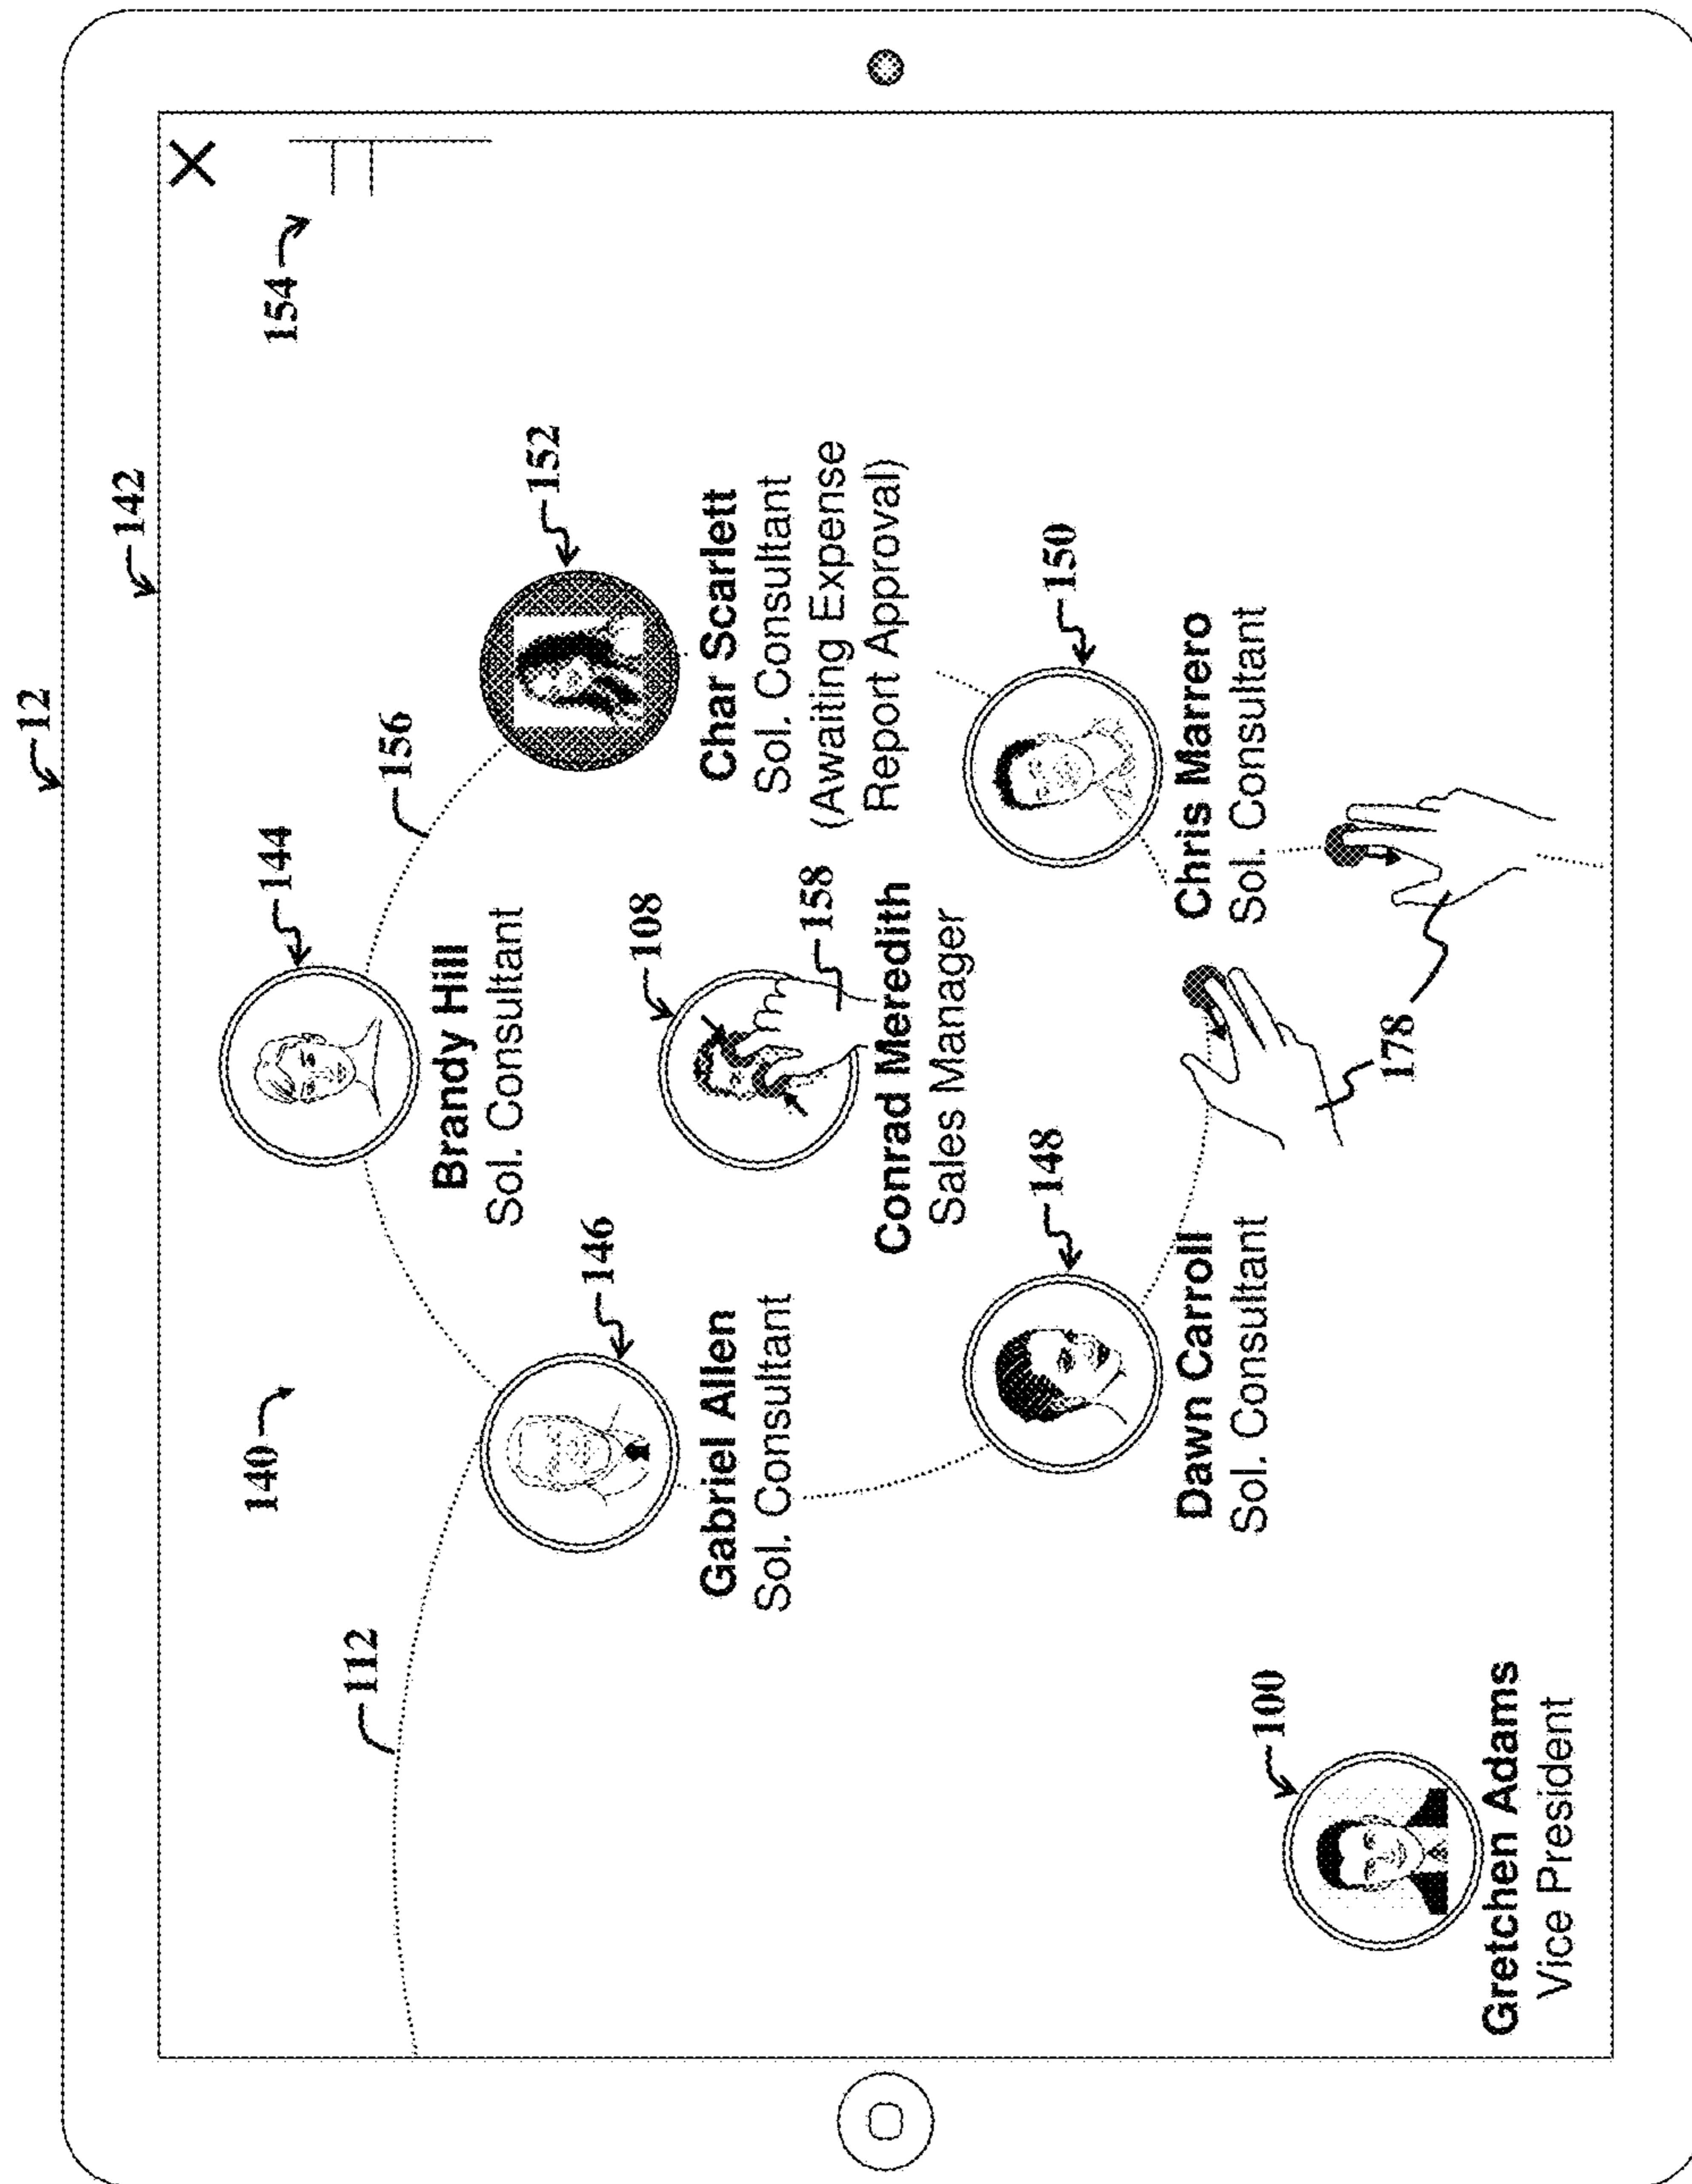 12
142
154
140
144
Brandy Hill
Sol. Consultant
156
112
146
Gabriel Allen
Sol. Consultant
152
Char Scarlett
Sol. Consultant
(Awaiting Expense
Report Approval)
108
158
Conrad Meredith
Sales Manager
148
Dawn Carroll
Sol. Consultant
150
Chris Marrero
Sol. Consultant
178
100
Gretchen Adams
Vice President